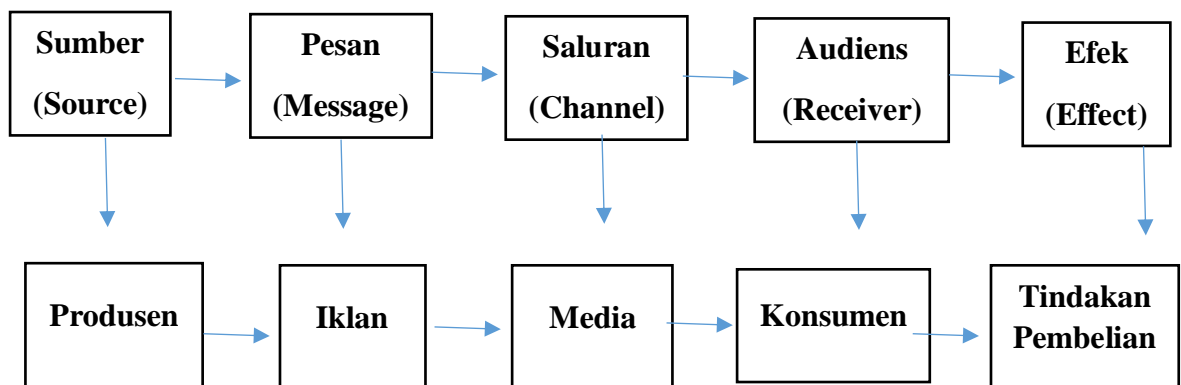 Sumber
(Source)
Pesan
(Message)
Saluran
(Channel)
Audiens
(Receiver)
Efek
(Effect)
Produsen
Iklan
Media
Konsumen
Tindakan
Pembelian